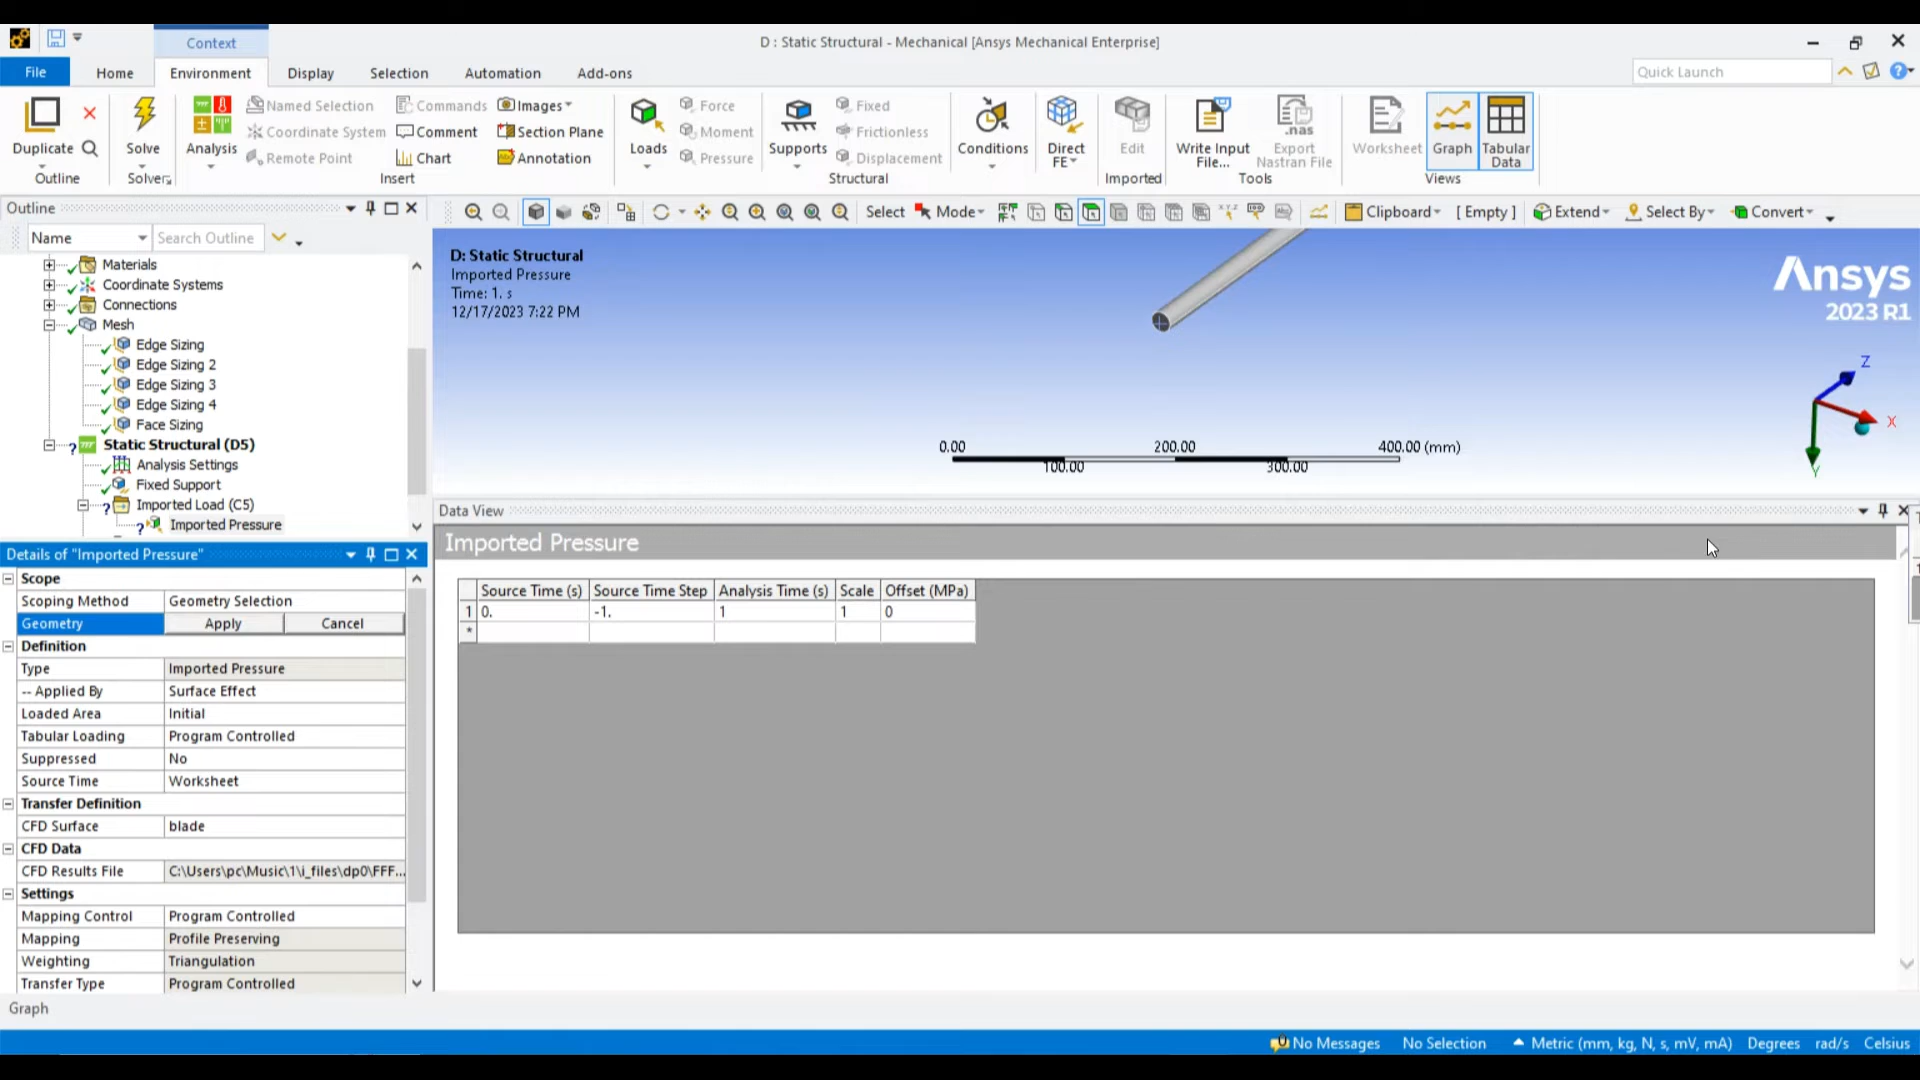 Context
D : Static Structural - Mechanical [Ansys Mechanical Enterprise]
File
Home
Environment
Display
Selection
Automation
Add-ons
Quick Launch
Duplicate
Outline
Solve
Solver
Analysis
Named Selection
Coordinate System
Remote Point
Commands
Comment
Chart
Images
Section Plane
Annotation
Insert
Loads
Force
Moment
Pressure
Supports
Fixed
Frictionless
Displacement
Structural
Conditions
Direct
FE
Edit
Imported
Write Input
File...
.nas
Export
Nastran File
Tools
Worksheet
Graph
Tabular
Data
Views
Outline
Select
Mode
Clipboard
[ Empty ]
Extend
Select By
Convert
Name
Search Outline
Materials
Coordinate Systems
Connections
Mesh
Edge Sizing
Edge Sizing 2
Edge Sizing 3
Edge Sizing 4
Face Sizing
Static Structural (D5)
Analysis Settings
Fixed Support
Imported Load (C5)
Imported Pressure
D: Static Structural
Imported Pressure
Time: 1. s
12/17/2023 7:22 PM
Ansys
2023 R1
Z
X
Y
0.00
200.00
400.00 (mm)
100.00
300.00
Details of "Imported Pressure"
Scope
Scoping Method Geometry Selection
Geometry Apply Cancel
Definition
Type Imported Pressure
-- Applied By Surface Effect
Loaded Area Initial
Tabular Loading Program Controlled
Suppressed No
Source Time Worksheet
Transfer Definition
CFD Surface blade
CFD Data
CFD Results File C:\Users\pc\Music\1\i_files\dp0\FFF...
Settings
Mapping Control Program Controlled
Mapping Profile Preserving
Weighting Triangulation
Transfer Type Program Controlled
Data View
Imported Pressure
Source Time (s) Source Time Step Analysis Time (s) Scale Offset (MPa)
1 0. -1. 1 1 0
*
Graph
No Messages
No Selection
Metric (mm, kg, N, s, mV, mA)
Degrees
rad/s
Celsius